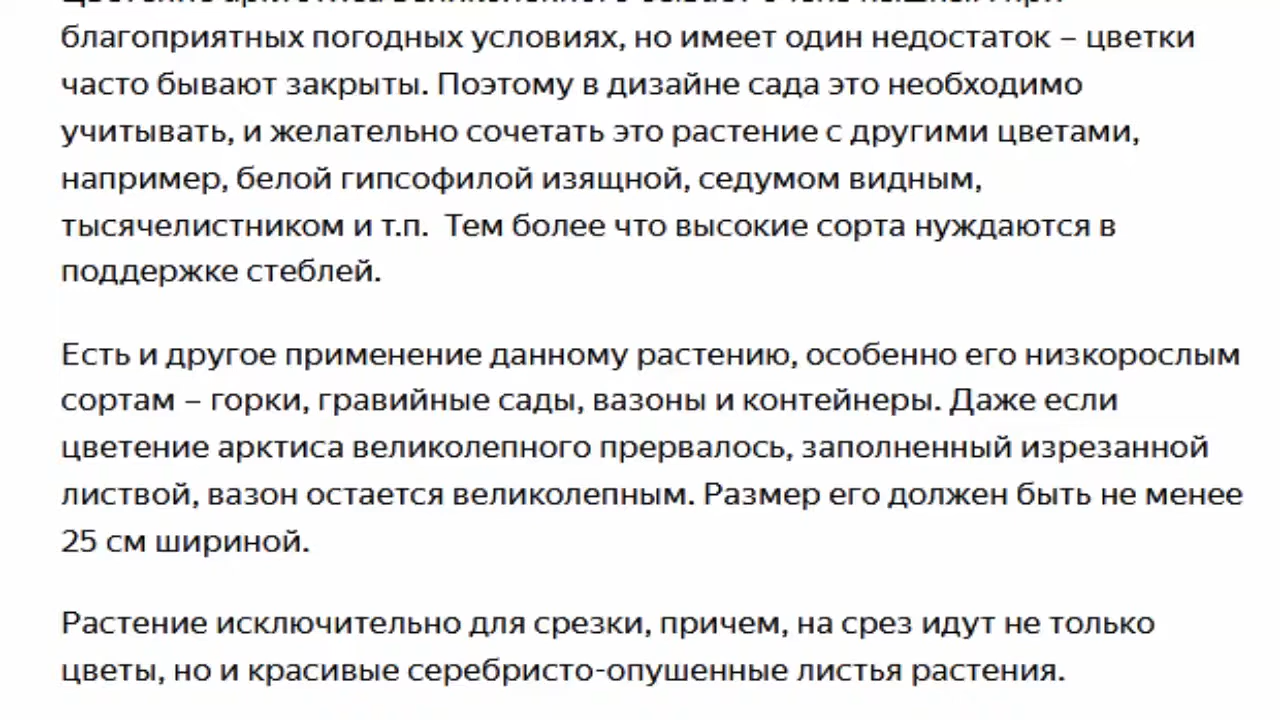 благоприятных погодных условиях, но имеет один недостаток – цветки
часто бывают закрыты. Поэтому в дизайне сада это необходимо
учитывать, и желательно сочетать это растение с другими цветами,
например, белой гипсофилой изящной, седумом видным,
тысячелистником и т.п.  Тем более что высокие сорта нуждаются в
поддержке стеблей.
Есть и другое применение данному растению, особенно его низкорослым
сортам – горки, гравийные сады, вазоны и контейнеры. Даже если
цветение арктиса великолепного прервалось, заполненный изрезанной
листвой, вазон остается великолепным. Размер его должен быть не менее
25 см шириной.
Растение исключительно для срезки, причем, на срез идут не только
цветы, но и красивые серебристо-опушенные листья растения.